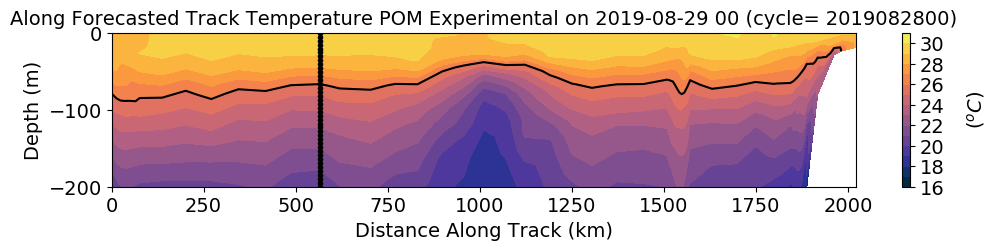 Along Forecasted Track Temperature POM Experimental on 2019-08-29 00 (cycle= 2019082800)
0
−100
−200
Depth (m)
0 250 500 750 1000 1250 1500 1750 2000
Distance Along Track (km)
30
28
26
24
22
20
18
16
(°C)